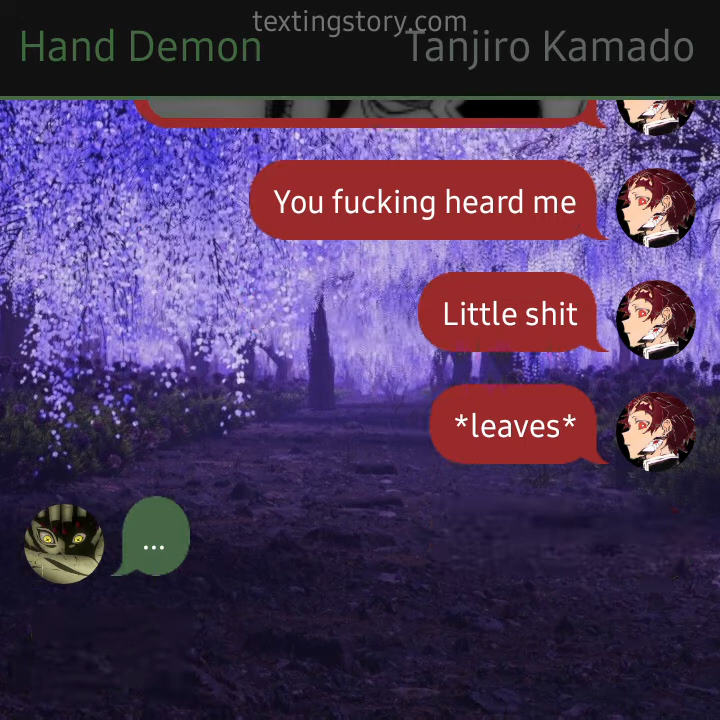 textingstory.com
Hand Demon
Tanjiro Kamado
You fucking heard me
Little shit
*leaves*
...